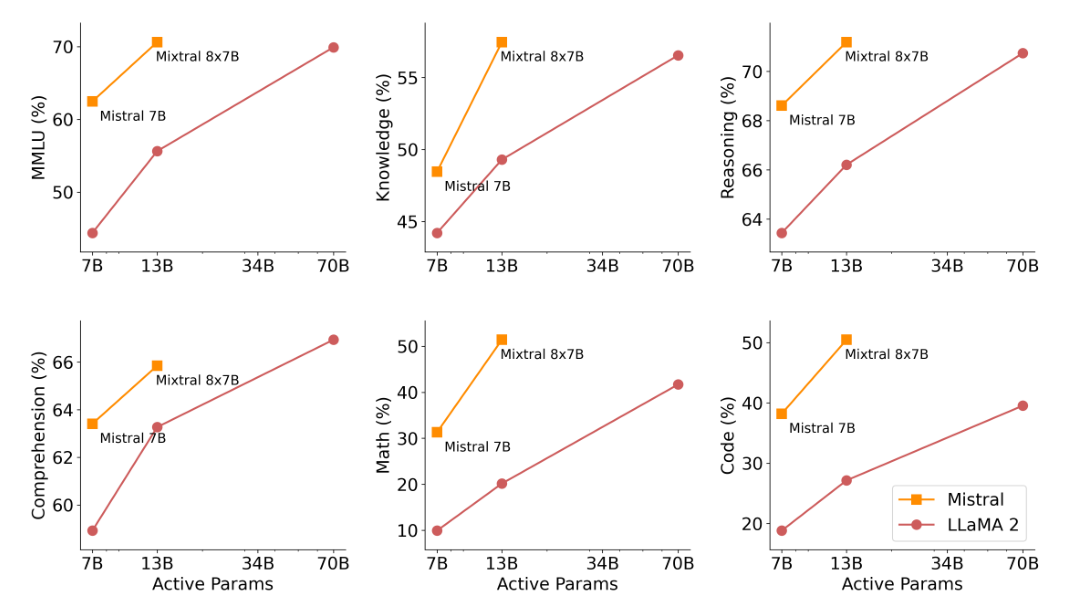 MMLU (%)
70
60
50
Mixtral 8x7B
Mistral 7B
7B 13B 34B 70B
Knowledge (%)
55
50
45
Mixtral 8x7B
Mistral 7B
7B 13B 34B 70B
Reasoning (%)
70
68
66
64
Mixtral 8x7B
Mistral 7B
7B 13B 34B 70B
Comprehension (%)
66
64
62
60
Mixtral 8x7B
Mistral 7B
7B 13B 34B 70B
Active Params
Math (%)
50
40
30
20
10
Mixtral 8x7B
Mistral 7B
7B 13B 34B 70B
Active Params
Code (%)
50
40
30
20
Mixtral 8x7B
Mistral 7B
Mistral
LLaMA 2
7B 13B 34B 70B
Active Params